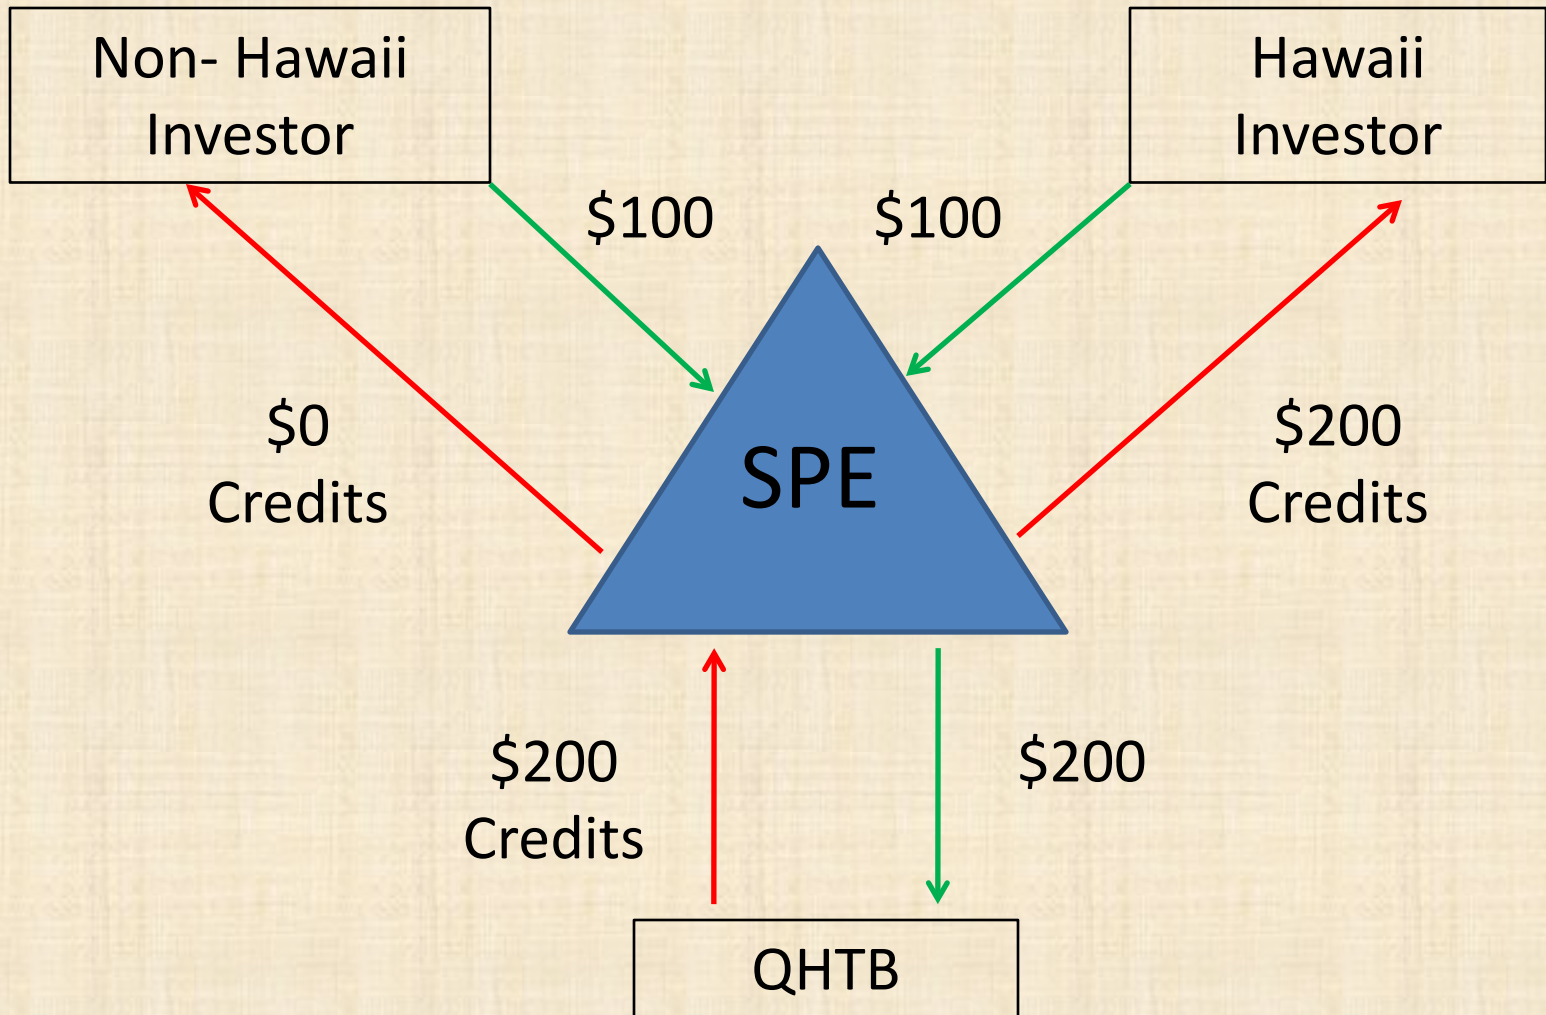 Non- Hawaii
Investor
Hawaii
Investor
$100
$100
$0
Credits
SPE
$200
Credits
$200
Credits
$200
QHTB